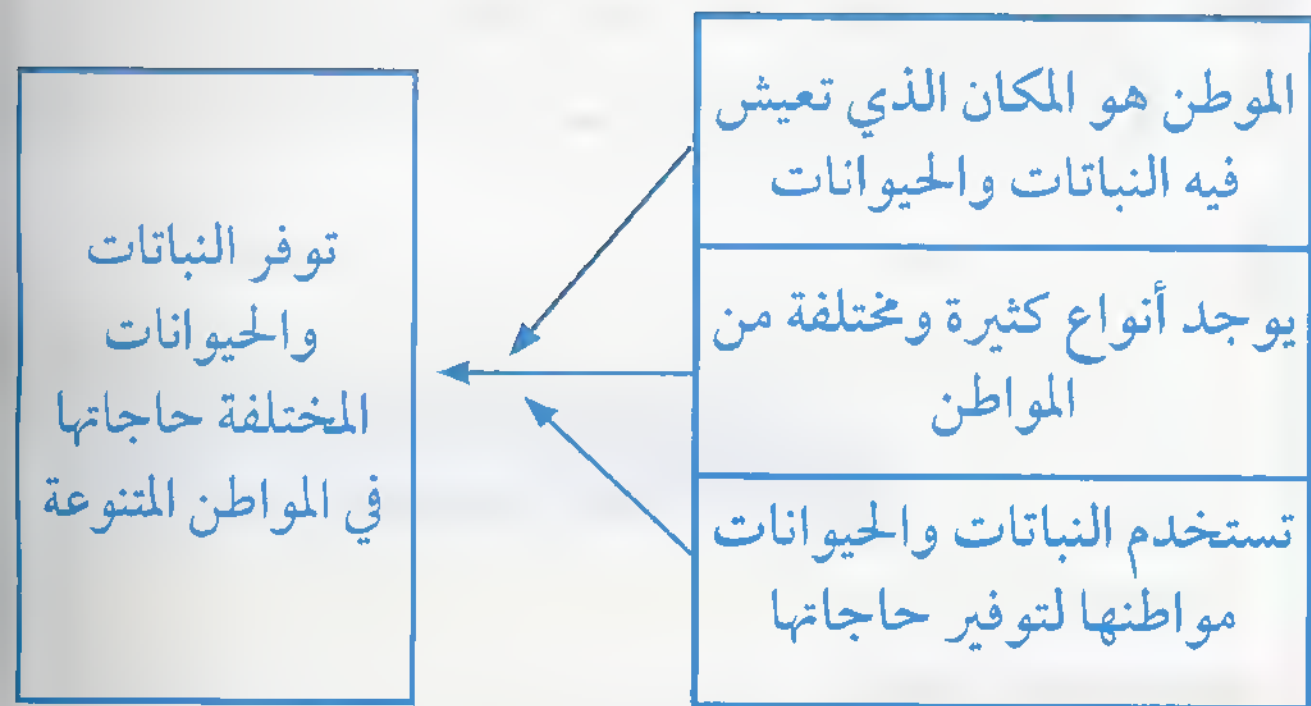 الموطن هو المكان الذي تعيش
فيه النباتات والحيوانات
يوجد أنواع كثيرة ومختلفة من
المواطن
تستخدم النباتات والحيوانات
مواطنها لتوفير حاجاتها
توفر النباتات
والحيوانات
المختلفة حاجاتها
في المواطن المتنوعة